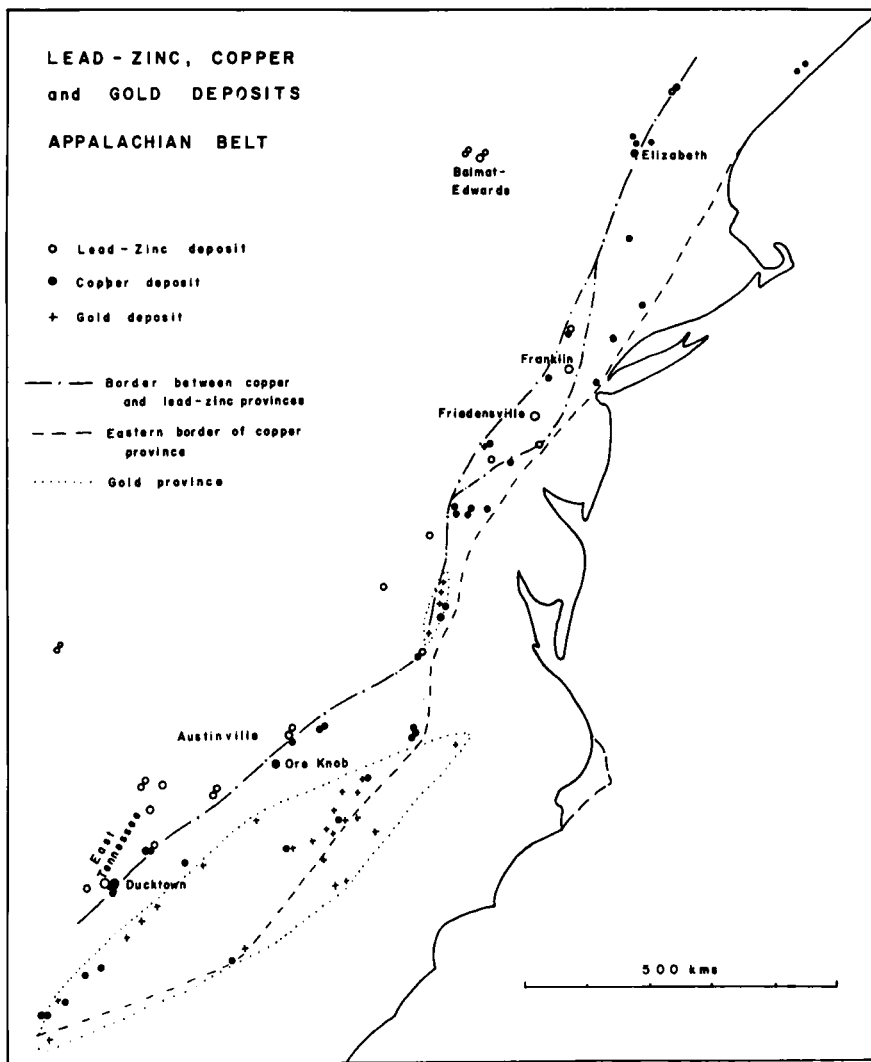 LEAD-ZINC, COPPER
and GOLD DEPOSITS
APPALACHIAN BELT
Balmat-
Edwards
Elizabeth
Lead-Zinc deposit
Copper deposit
+ Gold deposit
Franklin
Border between copper
and lead-zinc provinces
Friedensville
Eastern border of copper
province
Gold province
Austinville
Ore Knob
East
Tennessee
Ducktown
500 kms